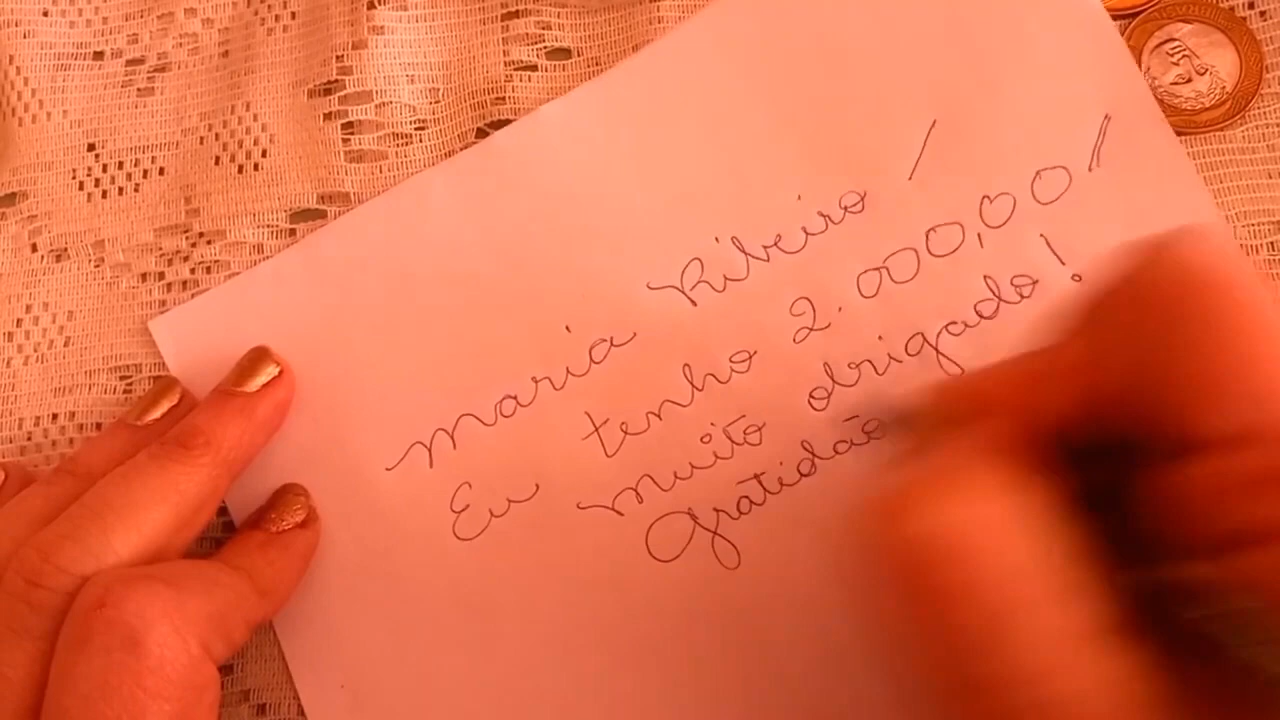 Maria Ribeiro /
Eu tenho 2.000,00 /
muito obrigado!
gratidão